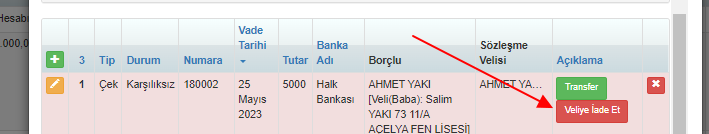 Hesabı
.000,0
3 Tip Durum Numara Vade Tarihi Tutar Banka Adı Borçlu Sözleşme Velisi Açıklama
1 Çek Karşılıksız 180002 25 Mayıs 2023 5000 Halk Bankası AHMET YAKI AHMET YA... Transfer
[Veli(Baba): Salim Veliye İade Et
YAKI 73 11/A
AÇELYA FEN LİSESİ]